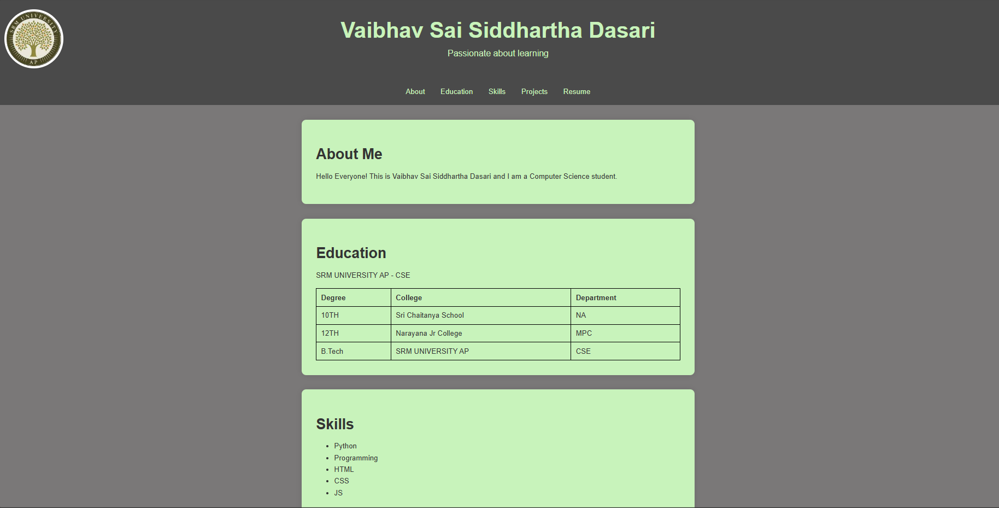 SRM UNIVERSITY
AP
Vaibhav Sai Siddhartha Dasari
Passionate about learning
About Education Skills Projects Resume
About Me
Hello Everyone! This is Vaibhav Sai Siddhartha Dasari and I am a Computer Science student.
Education
SRM UNIVERSITY AP - CSE
Degree College Department
10TH Sri Chaitanya School NA
12TH Narayana Jr College MPC
B.Tech SRM UNIVERSITY AP CSE
Skills
• Python
• Programming
• HTML
• CSS
• JS